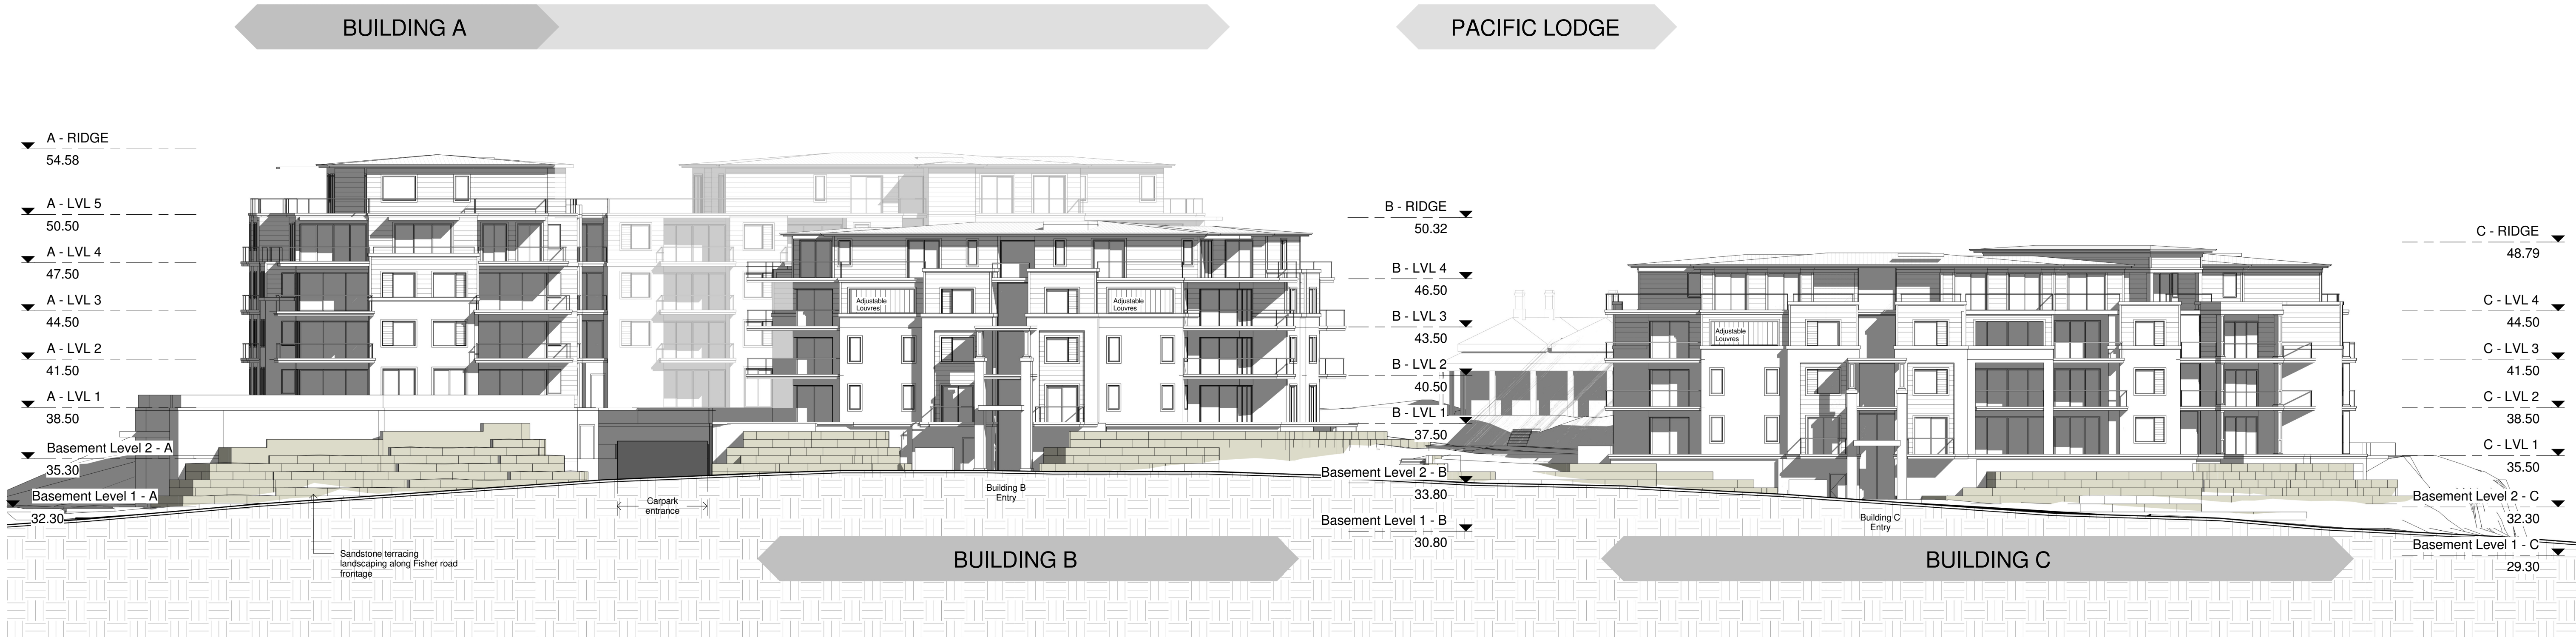 BUILDING A
PACIFIC LODGE
A - RIDGE
54.58
A - LVL 5
50.50
A - LVL 4
47.50
A - LVL 3
44.50
A - LVL 2
41.50
A - LVL 1
38.50
Basement Level 2 - A
35.30
Basement Level 1 - A
32.30
Adjustable
Louvres
Adjustable
Louvres
B - RIDGE
50.32
B - LVL 4
46.50
B - LVL 3
43.50
B - LVL 2
40.50
B - LVL 1
37.50
Basement Level 2 - B
33.80
Basement Level 1 - B
30.80
Adjustable
Louvres
C - RIDGE
48.79
C - LVL 4
44.50
C - LVL 3
41.50
C - LVL 2
38.50
C - LVL 1
35.50
Basement Level 2 - C
32.30
Basement Level 1 - C
29.30
Carpark
entrance
Building B
Entry
Building C
Entry
Sandstone terracing
landscaping along Fisher road
frontage
BUILDING B
BUILDING C